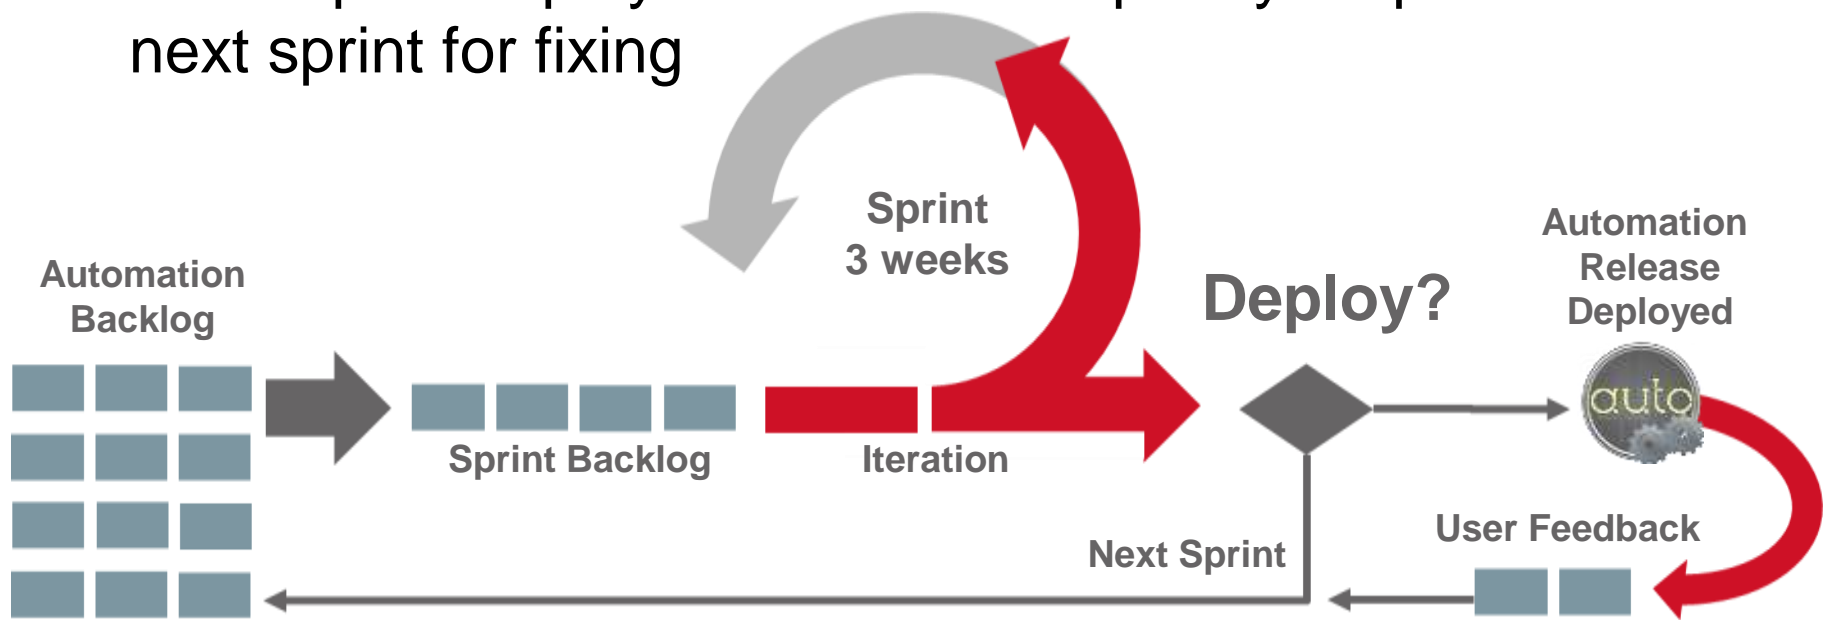 next sprint for fixing
Sprint
3 weeks
Automation
Release
Deployed
Automation
Backlog
Deploy?
auto
Sprint Backlog
Iteration
User Feedback
Next Sprint